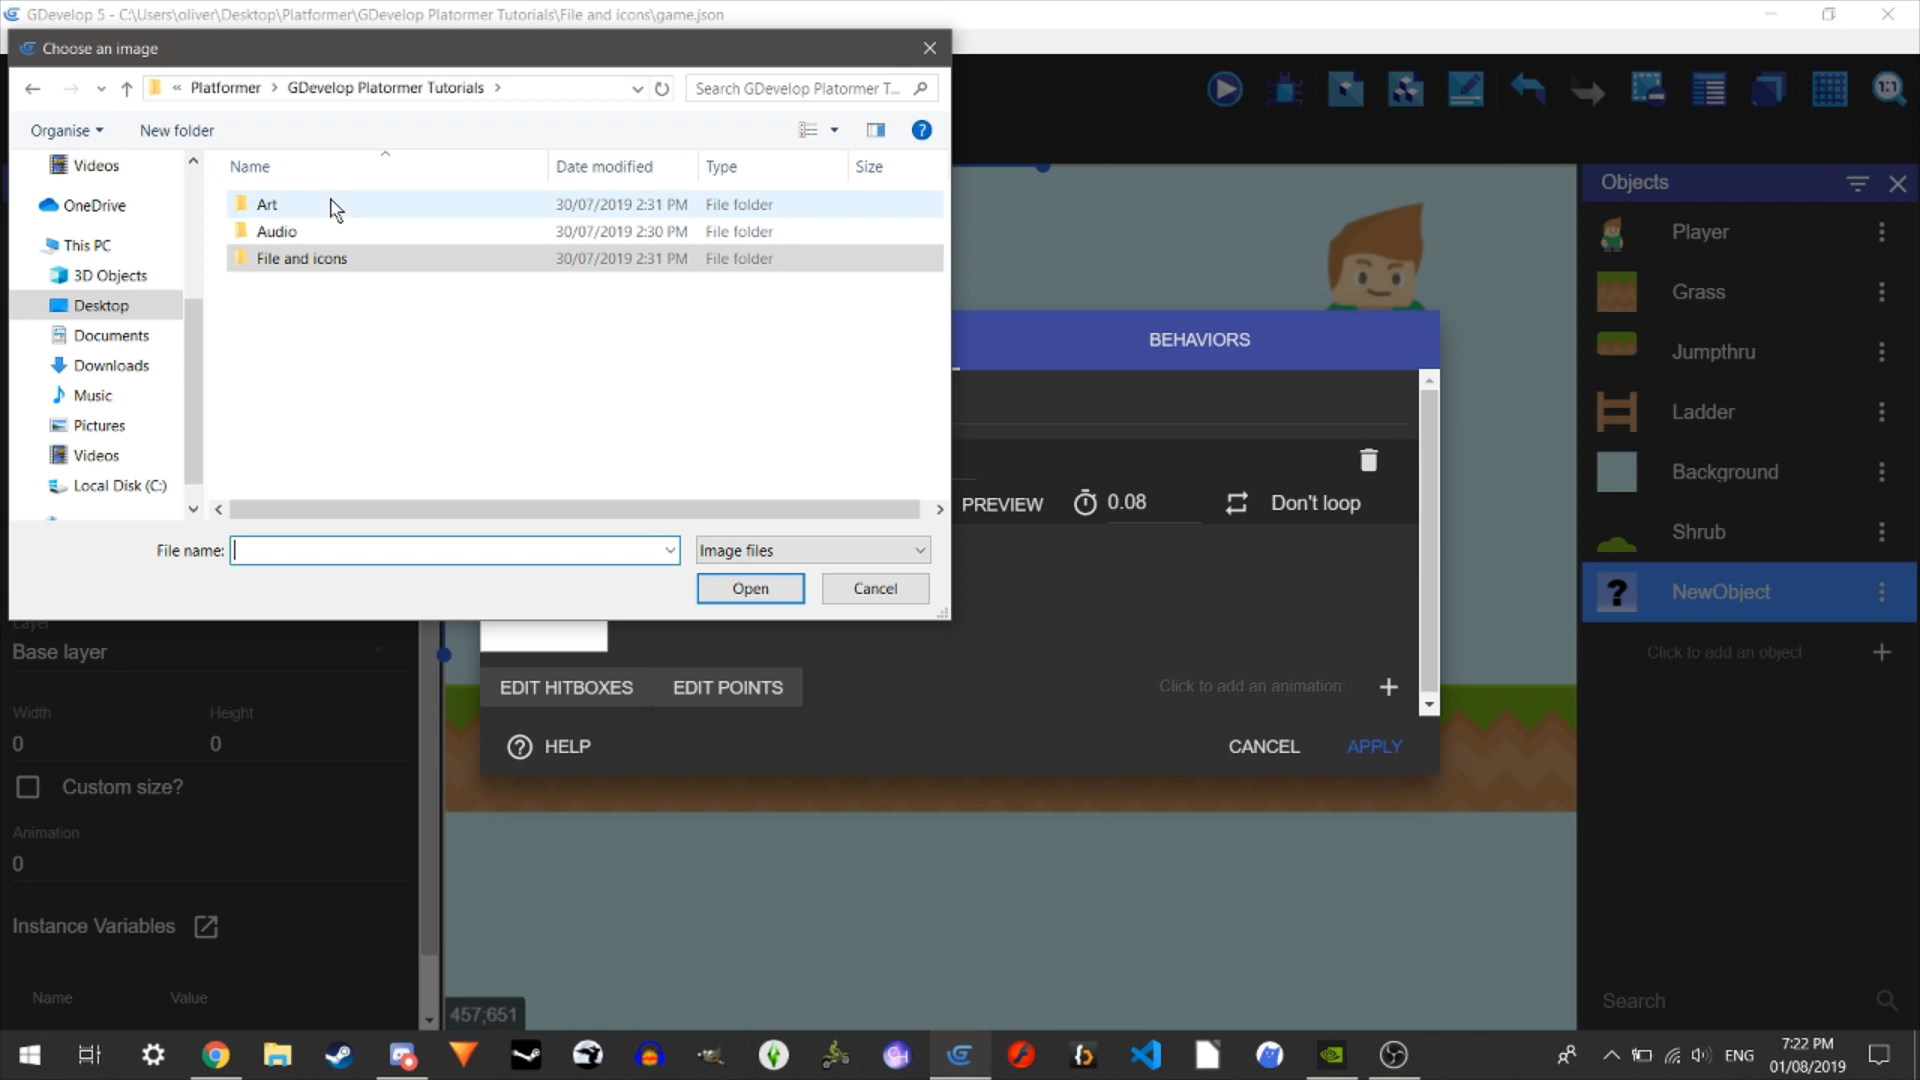 GDevelop 5 - C:\Users\oliver\Desktop\Platformer\GDevelop Platormer Tutorials\File and icons\game.json
Choose an image
« Platformer > GDevelop Platormer Tutorials >
Search GDevelop Platormer T...
Organise
New folder
Name
Date modified
Type
Size
Videos
OneDrive
This PC
3D Objects
Desktop
Documents
Downloads
Music
Pictures
Videos
Local Disk (C:)
Art 30/07/2019 2:31 PM File folder
Audio 30/07/2019 2:30 PM File folder
File and icons 30/07/2019 2:31 PM File folder
File name:
Image files
Open
Cancel
1:1
BEHAVIORS
PREVIEW
0.08
Don't loop
EDIT HITBOXES
EDIT POINTS
Click to add an animation:
HELP
CANCEL
APPLY
Layer
Base layer
Width
Height
0
0
Custom size?
Animation
0
Instance Variables
Name
Value
457;651
Objects
Player
Grass
Jumpthru
Ladder
Background
Shrub
? NewObject
Click to add an object
Search
ENG
7:22 PM
01/08/2019